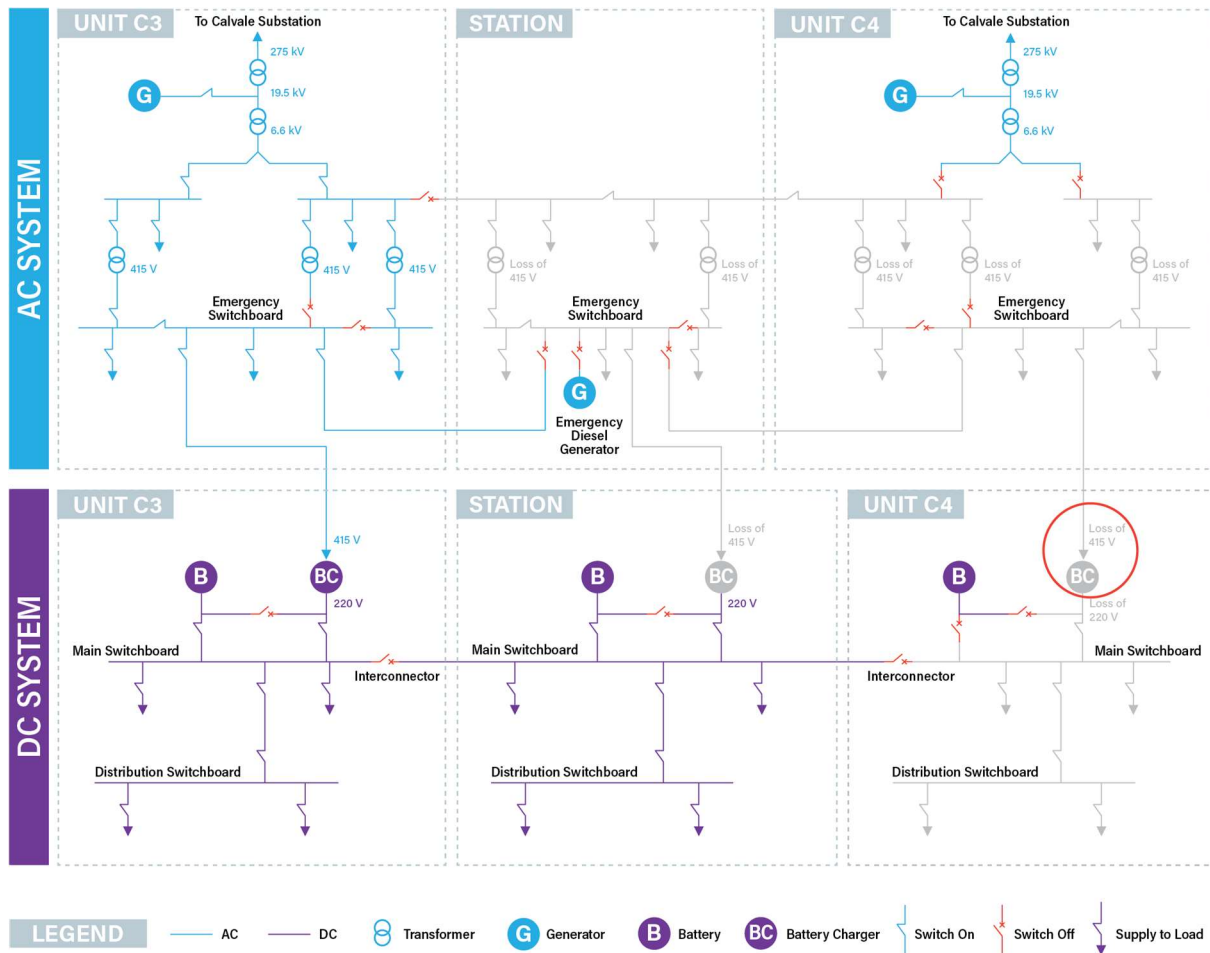 AC SYSTEM
UNIT C3
To Calvale Substation
275 kV
G
19.5 kV
6.6 kV
415 V
415 V
415 V
Emergency
Switchboard
STATION
Loss of
415 V
Loss of
415 V
Emergency
Switchboard
G
Emergency
Diesel
Generator
UNIT C4
To Calvale Substation
275 kV
G
19.5 kV
6.6 kV
Loss of
415 V
Loss of
415 V
Loss of
415 V
Emergency
Switchboard
DC SYSTEM
UNIT C3
415 V
B
BC
220 V
Main Switchboard
Interconnector
Distribution Switchboard
STATION
Loss of
415 V
B
BC
220 V
Main Switchboard
Interconnector
Distribution Switchboard
UNIT C4
Loss of
415 V
B
BC
Loss of
220 V
Main Switchboard
Distribution Switchboard
LEGEND
AC
DC
Transformer
G Generator
B Battery
BC Battery Charger
Switch On
Switch Off
Supply to Load